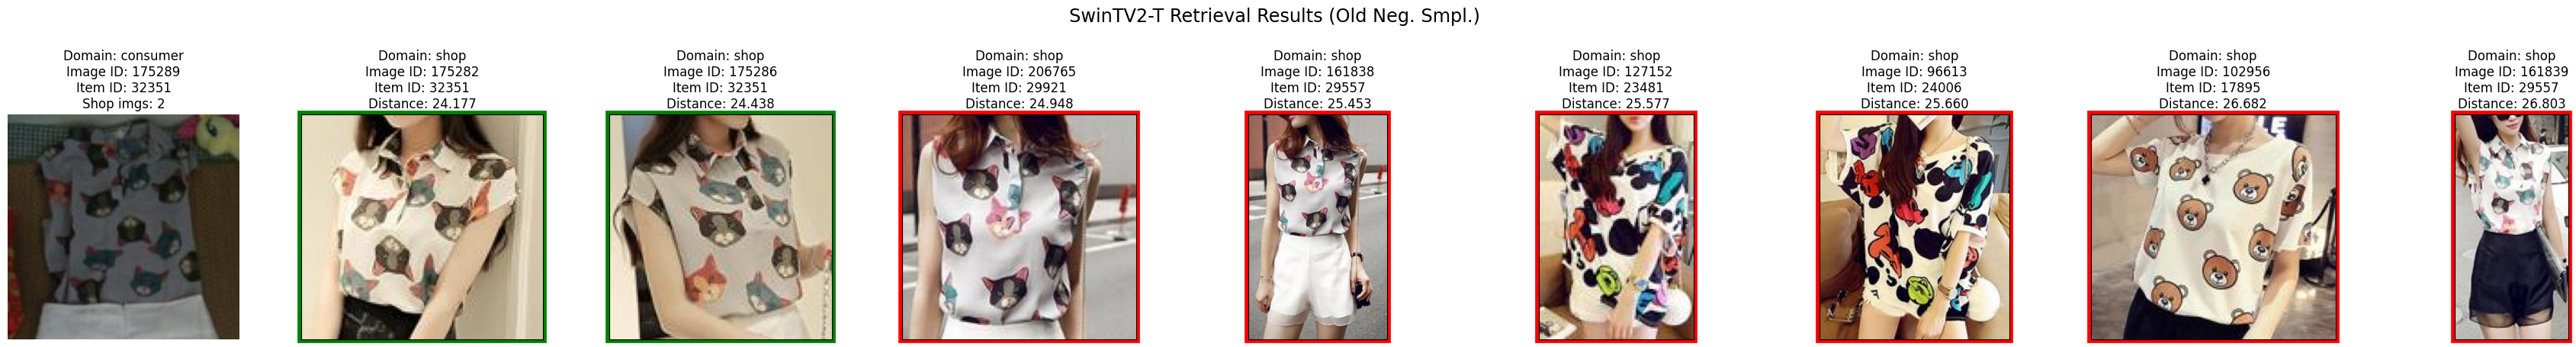 SwinTV2-T Retrieval Results (Old Neg. Smpl.)
Domain: consumer
Image ID: 175289
Item ID: 32351
Shop imgs: 2
Domain: shop
Image ID: 175282
Item ID: 32351
Distance: 24.177
Domain: shop
Image ID: 175286
Item ID: 32351
Distance: 24.438
Domain: shop
Image ID: 206765
Item ID: 29921
Distance: 24.948
Domain: shop
Image ID: 161838
Item ID: 29557
Distance: 25.453
Domain: shop
Image ID: 127152
Item ID: 23481
Distance: 25.577
Domain: shop
Image ID: 96613
Item ID: 24006
Distance: 25.660
Domain: shop
Image ID: 102956
Item ID: 17895
Distance: 26.682
Domain: shop
Image ID: 161839
Item ID: 29557
Distance: 26.803